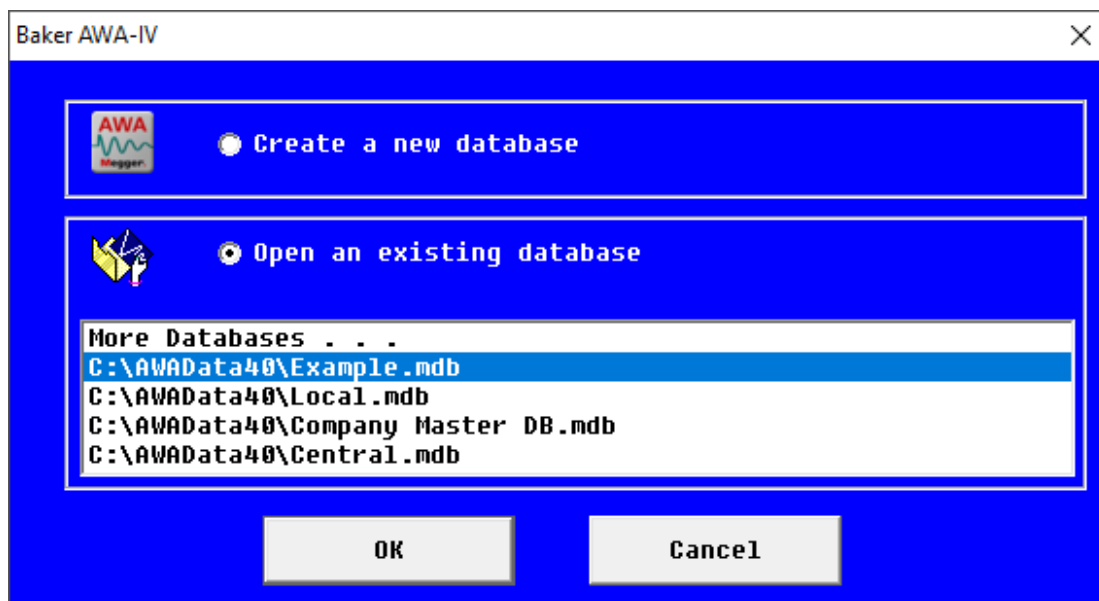 Baker AWA-IV
AWA
Megger.
Create a new database
Open an existing database
More Databases . . .
C:\AWAData40\Example.mdb
C:\AWAData40\Local.mdb
C:\AWAData40\Company Master DB.mdb
C:\AWAData40\Central.mdb
OK
Cancel